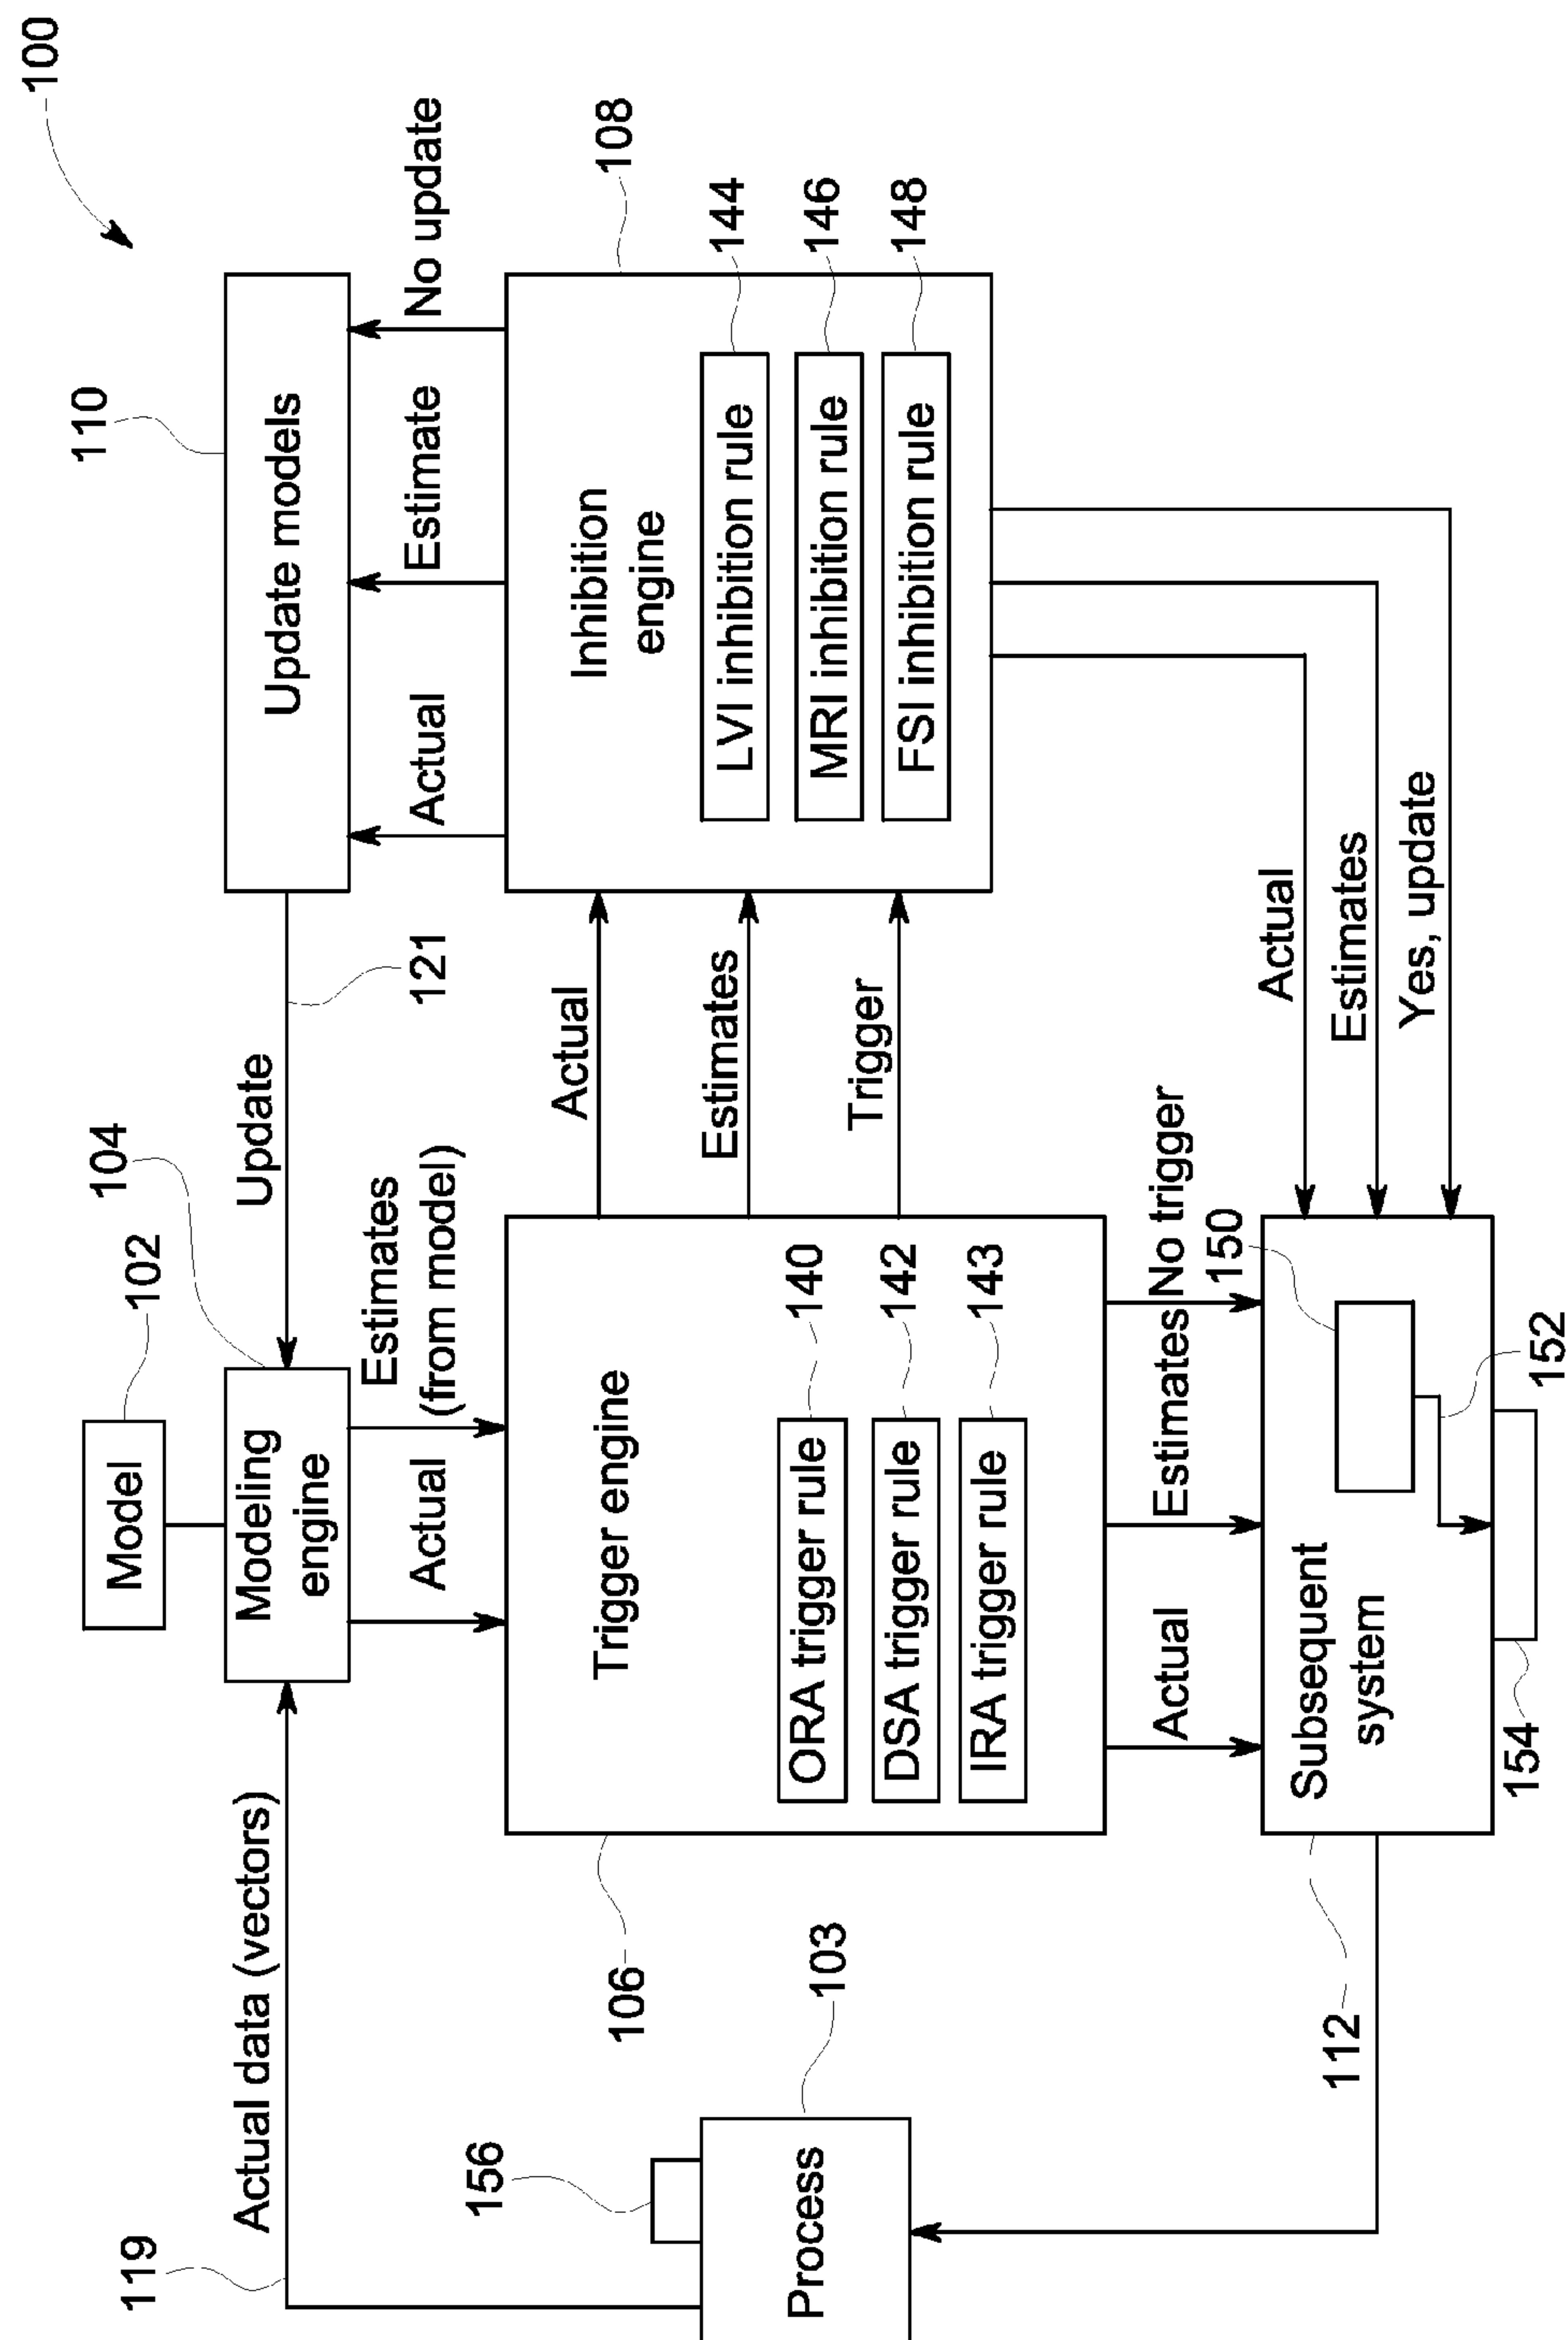 100
110
Update models
102
104
Update
121
Model
Modeling
engine
119
Actual data (vectors)
Actual
Estimates
(from model)
Actual
Estimate
No update
108
Inhibition
engine
LVI inhibition rule
144
MRI inhibition rule
146
FSI inhibition rule
148
Actual
Estimates
Trigger
106
Trigger engine
ORA trigger rule
140
DSA trigger rule
142
IRA trigger rule
143
156
103
Process
Actual
Estimates
No trigger
Actual
Estimates
Yes, update
112
Subsequent
system
150
152
154